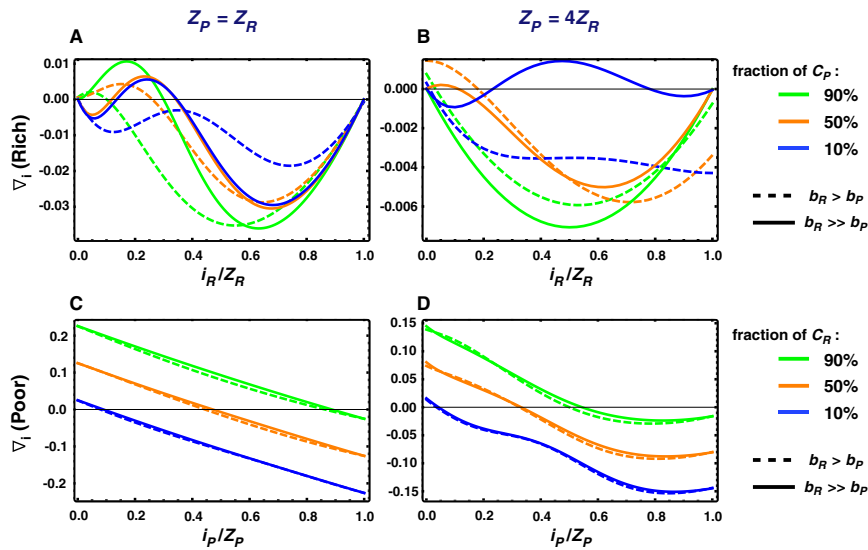 Z_P = Z_R
Z_P = 4Z_R
A
B
0.01
0.00
-0.01
-0.02
-0.03
0.0 0.2 0.4 0.6 0.8 1.0
∇_i (Rich)
i_R/Z_R
0.000
-0.002
-0.004
-0.006
0.0 0.2 0.4 0.6 0.8 1.0
i_R/Z_R
fraction of C_P :
90%
50%
10%
b_R > b_P
b_R >> b_P
C
D
0.2
0.1
0.0
-0.1
-0.2
0.0 0.2 0.4 0.6 0.8 1.0
∇_i (Poor)
i_P/Z_P
0.15
0.10
0.05
0.00
-0.05
-0.10
-0.15
0.0 0.2 0.4 0.6 0.8 1.0
i_P/Z_P
fraction of C_R :
90%
50%
10%
b_R > b_P
b_R >> b_P